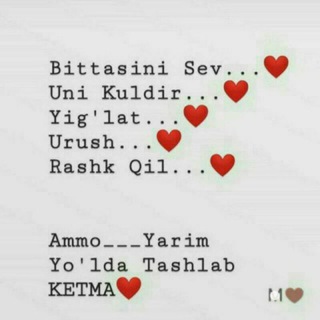 Bittasini Sev...❤️
Uni Kuldir...❤️
Yig'lat...❤️
Urush...❤️
Rashk Qil...❤️
Ammo___Yarim
Yo'lda Tashlab
KETMA❤️
M🤎